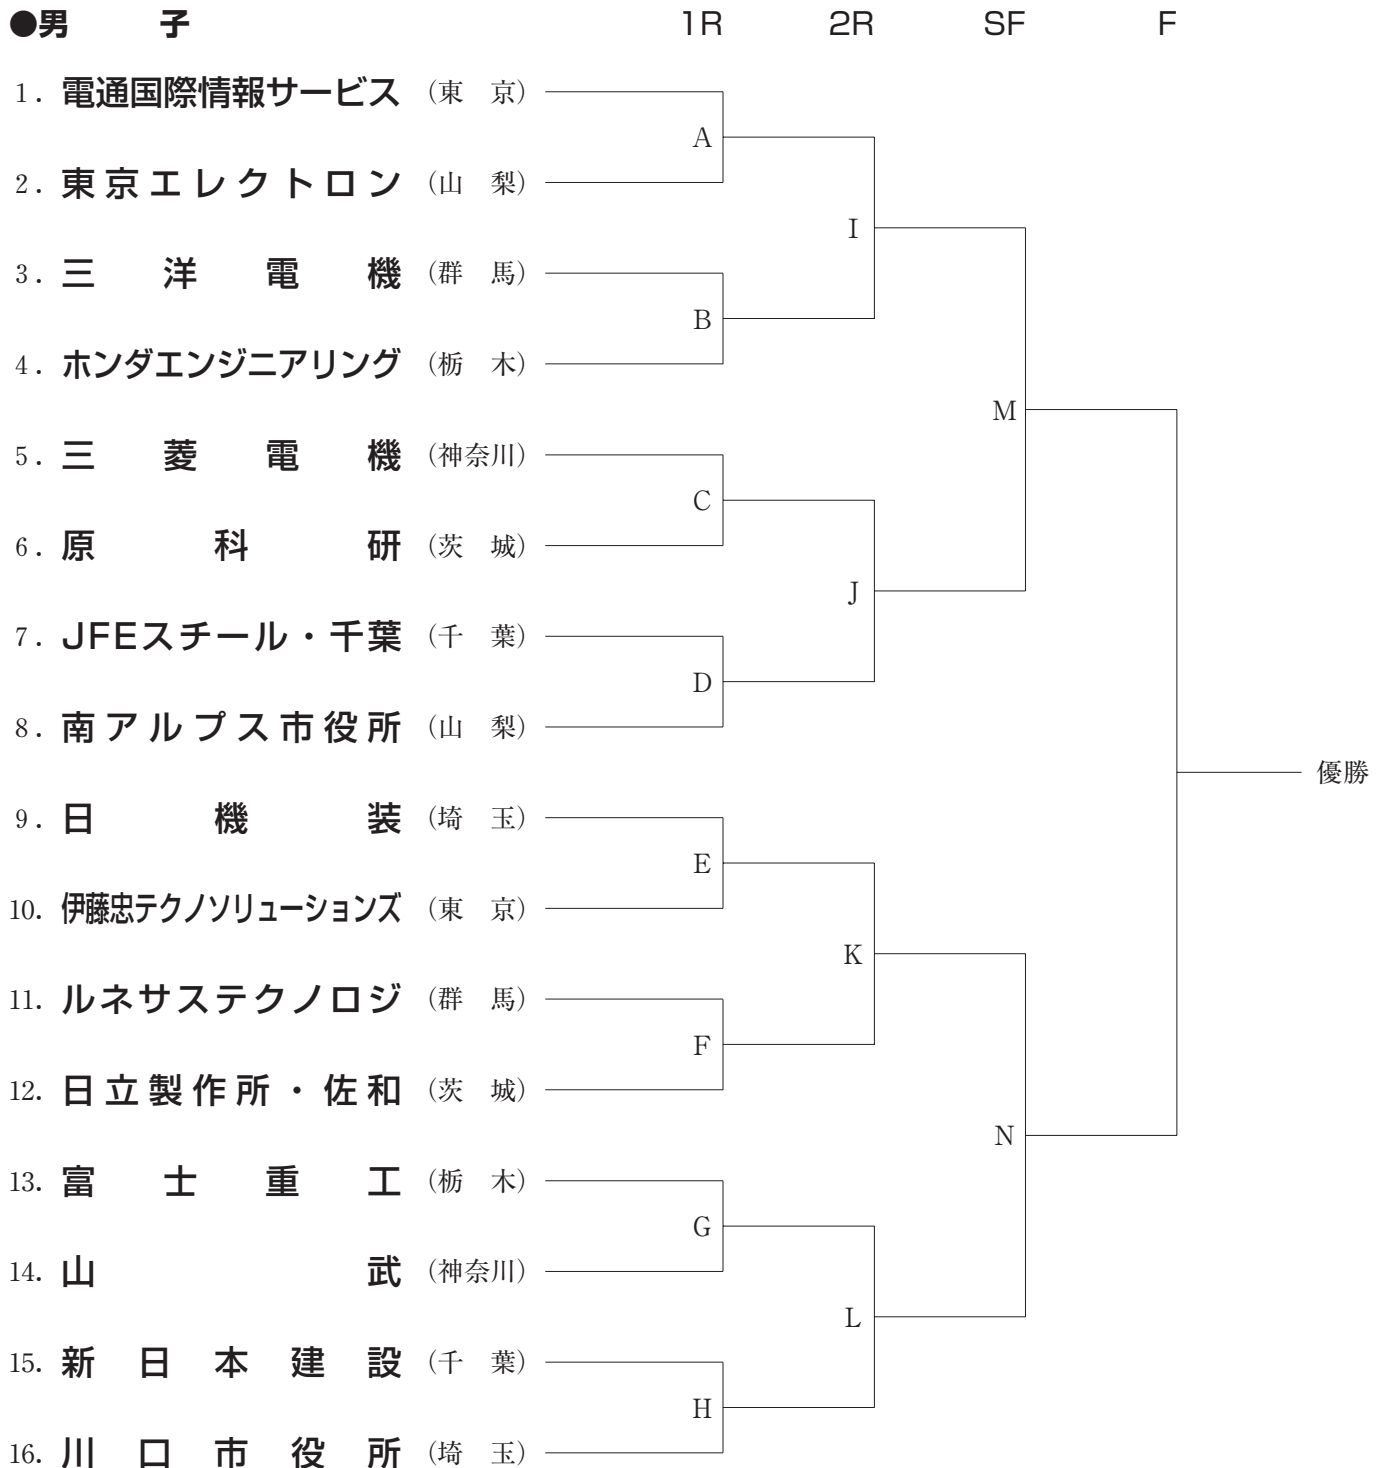 ●男 子 1R 2R SF F
1. 電通国際情報サービス (東 京)
A
2. 東京エレクトロン (山 梨)
I
3. 三洋電機 (群 馬)
B
4. ホンダエンジニアリング (栃 木)
M
5. 三菱電機 (神奈川)
C
6. 原科研 (茨 城)
J
7. JFEスチール・千葉 (千 葉)
D
8. 南アルプス市役所 (山 梨)
優勝
9. 日機装 (埼 玉)
E
10. 伊藤忠テクノソリューションズ (東 京)
K
11. ルネサステクノロジ (群 馬)
F
12. 日立製作所・佐和 (茨 城)
N
13. 富士重工 (栃 木)
G
14. 山武 (神奈川)
L
15. 新日本建設 (千 葉)
H
16. 川口市役所 (埼 玉)